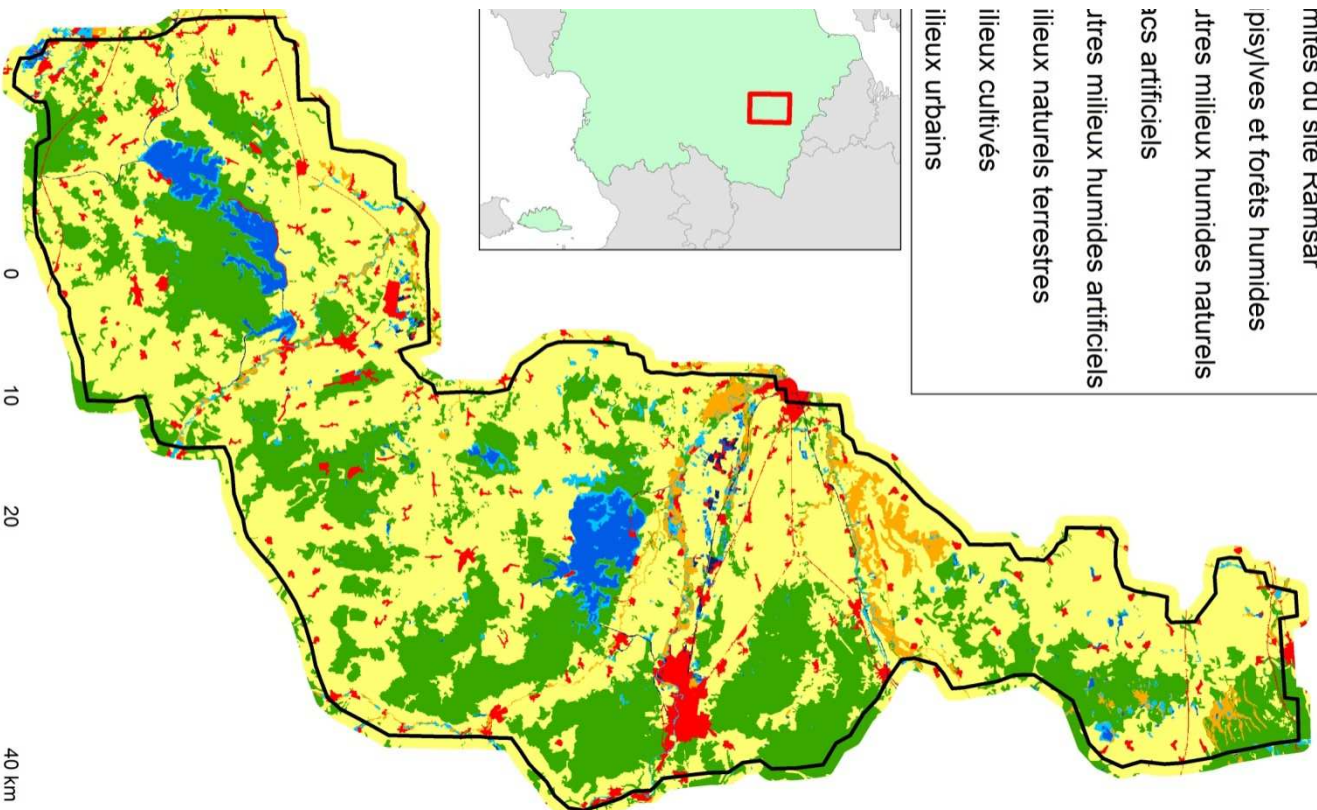 mites du site Ramsar
ipisylves et forêts humides
utres milieux humides naturels
acs artificiels
utres milieux humides artificiels
ilieux naturels terrestres
ilieux cultivés
ilieux urbains
0 10 20 40 km